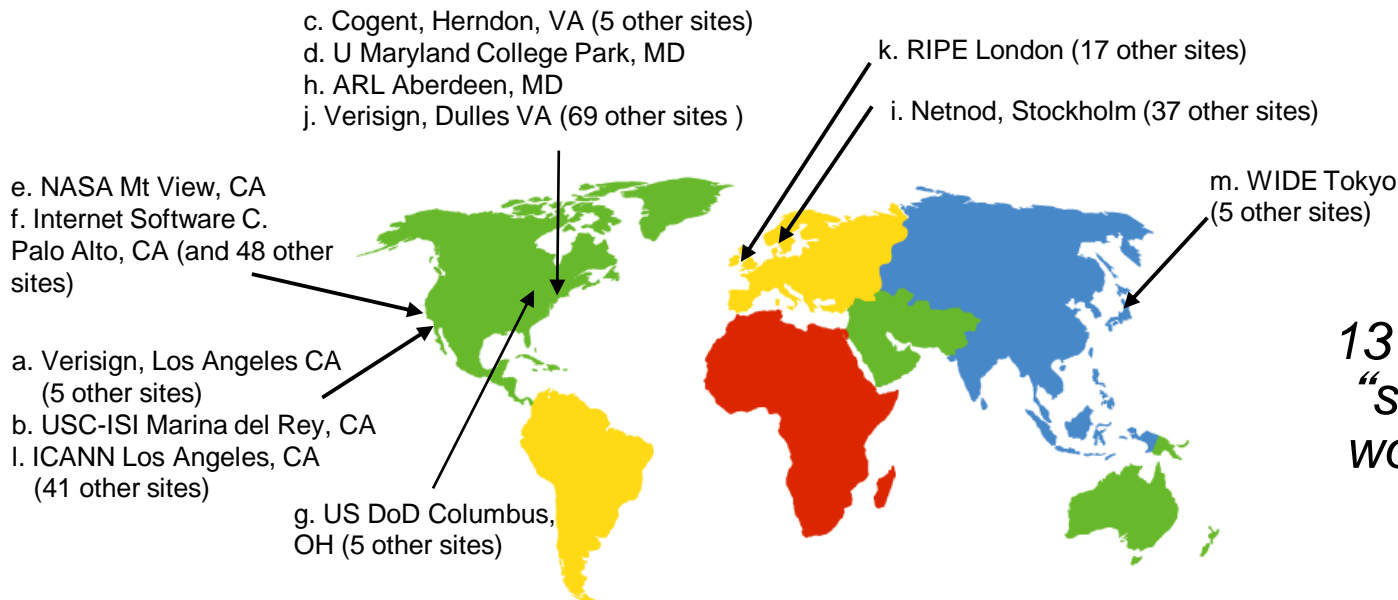 c. Cogent, Herndon, VA (5 other sites)
d. U Maryland College Park, MD
h. ARL Aberdeen, MD
j. Verisign, Dulles VA (69 other sites )
k. RIPE London (17 other sites)
i. Netnod, Stockholm (37 other sites)
m. WIDE Tokyo
(5 other sites)
e. NASA Mt View, CA
f. Internet Software C.
Palo Alto, CA (and 48 other
sites)
a. Verisign, Los Angeles CA
(5 other sites)
b. USC-ISI Marina del Rey, CA
l. ICANN Los Angeles, CA
(41 other sites)
g. US DoD Columbus,
OH (5 other sites)
13